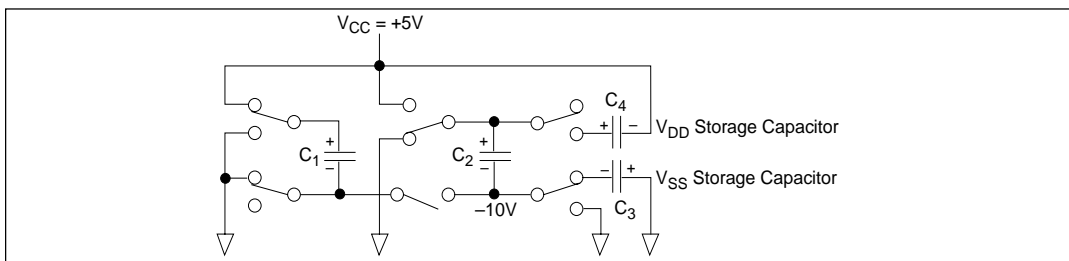 V_CC = +5V
C_4
+ −
V_DD Storage Capacitor
+
C_1
−
+
C_2
−
− +
V_SS Storage Capacitor
−10V
C_3